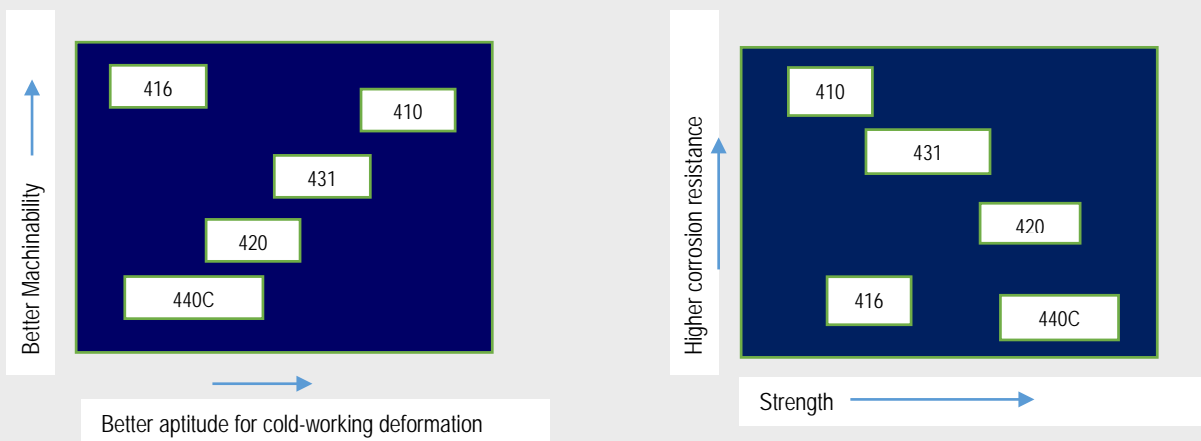 Better Machinability
416
410
431
420
440C
Better aptitude for cold-working deformation
Higher corrosion resistance
410
431
420
416
440C
Strength